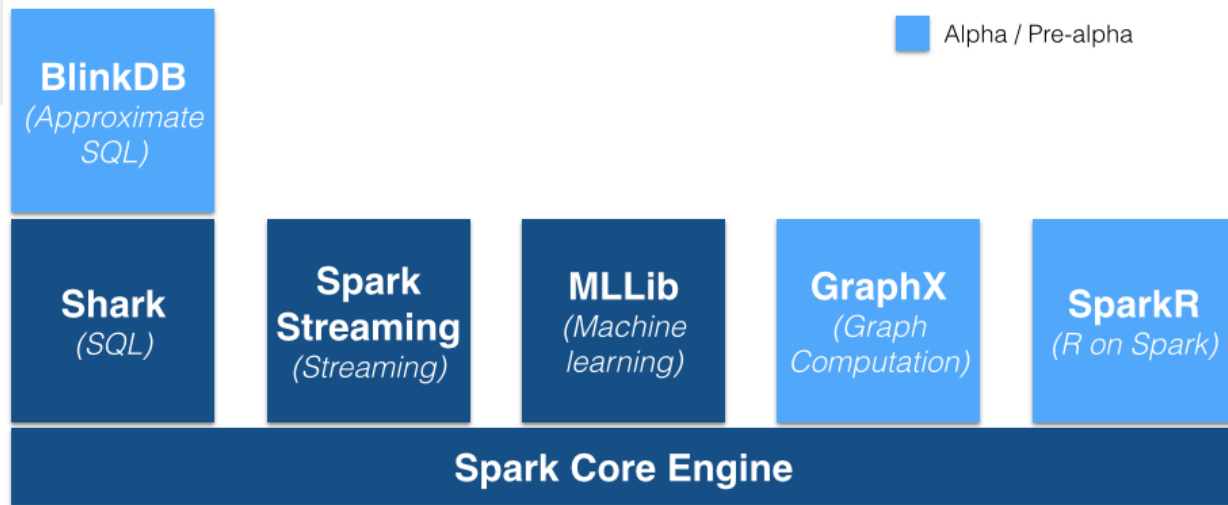 Alpha / Pre-alpha
BlinkDB
(Approximate
SQL)
Shark
(SQL)
Spark
Streaming
(Streaming)
MLLib
(Machine
learning)
GraphX
(Graph
Computation)
SparkR
(R on Spark)
Spark Core Engine